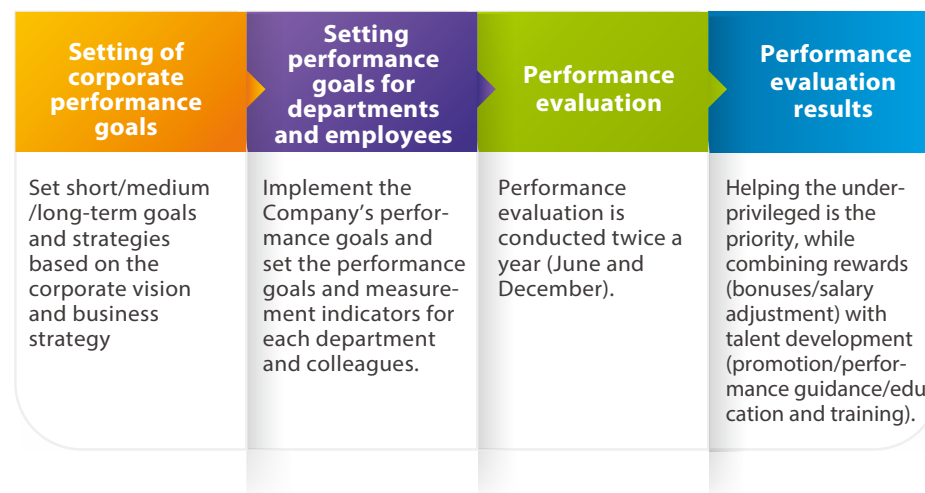 Setting of
corporate
performance
goals
Set short/medium
/long-term goals
and strategies
based on the
corporate vision
and business
strategy
Setting
performance
goals for
departments
and employees
Implement the
Company's perfor-
mance goals and
set the performance
goals and measure-
ment indicators for
each department
and colleagues.
Performance
evaluation
Performance
evaluation is
conducted twice a
year (June and
December).
Performance
evaluation
results
Helping the under-
privileged is the
priority, while
combining rewards
(bonuses/salary
adjustment) with
talent development
(promotion/perfor-
mance guidance/edu
cation and training).